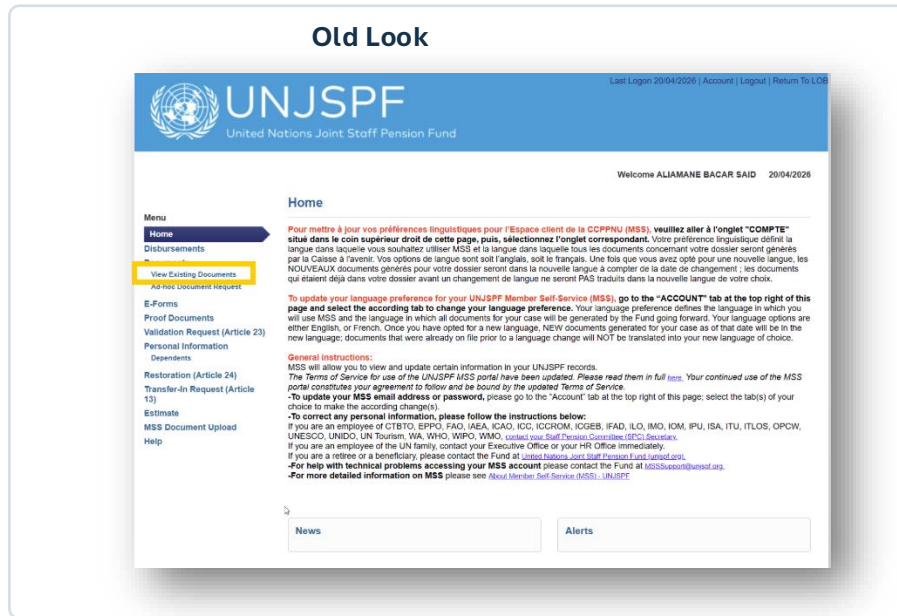 Old Look
Last Logon 20/04/2026 | Account | Logout | Return To LOB
UNJSPF
United Nations Joint Staff Pension Fund
Welcome ALIAMANE BACAR SAID 20/04/2026
Home
Menu
Home
Disbursements
View Existing Documents
Ad-hoc Document Request
E-Forms
Proof Documents
Validation Request (Article 23)
Personal Information
Dependents
Restoration (Article 24)
Transfer-In Request (Article
13)
Estimate
MSS Document Upload
Help
Pour mettre à jour vos préférences linguistiques pour l'Espace client de la CCPPNU (MSS), veuillez aller à l'onglet "COMPTE"
situé dans le coin supérieur droit de cette page, puis, sélectionnez l'onglet correspondant. Votre préférence linguistique définit la
langue dans laquelle vous souhaitez utiliser MSS et la langue dans laquelle tous les documents concernant votre dossier seront générés
par la Caisse à l'avenir. Vos options de langue sont soit l'anglais, soit le français. Une fois que vous avez opté pour une nouvelle langue, les
NOUVEAUX documents générés pour votre dossier seront dans la nouvelle langue à compter de la date de changement ; les documents
qui étaient déjà dans votre dossier avant un changement de langue ne seront PAS traduits dans la nouvelle langue de votre choix.
To update your language preference for your UNJSPF Member Self-Service (MSS), go to the “ACCOUNT” tab at the top right of this
page and select the according tab to change your language preference. Your language preference defines the language in which you
will use MSS and the language in which all documents for your case will be generated by the Fund going forward. Your language options are
either English, or French. Once you have opted for a new language, NEW documents generated for your case as of that date will be in the
new language; documents that were already on file prior to a language change will NOT be translated into your new language of choice.
General instructions:
MSS will allow you to view and update certain information in your UNJSPF records.
The Terms of Service for use of the UNJSPF MSS portal have been updated. Please read them in full here. Your continued use of the MSS
portal constitutes your agreement to follow and be bound by the updated Terms of Service.
-To update your MSS email address or password, please go to the "Account" tab at the top right of this page; select the tab(s) of your
choice to make the according change(s).
-To correct any personal information, please follow the instructions below:
If you are an employee of CTBTO, EPPO, FAO, IAEA, ICAO, ICC, ICCROM, ICGEB, IFAD, ILO, IMO, IOM, IPU, ISA, ITU, ITLOS, OPCW,
UNESCO, UNIDO, UN Tourism, WA, WHO, WIPO, WMO, contact your Staff Pension Committee (SPC) Secretary.
If you are an employee of the UN family, contact your Executive Office or your HR Office immediately.
If you are a retiree or a beneficiary, please contact the Fund at United Nations Joint Staff Pension Fund (unjspf.org).
-For help with technical problems accessing your MSS account please contact the Fund at MSSSupport@unjspf.org.
-For more detailed information on MSS please see About Member Self-Service (MSS) - UNJSPF
News
Alerts